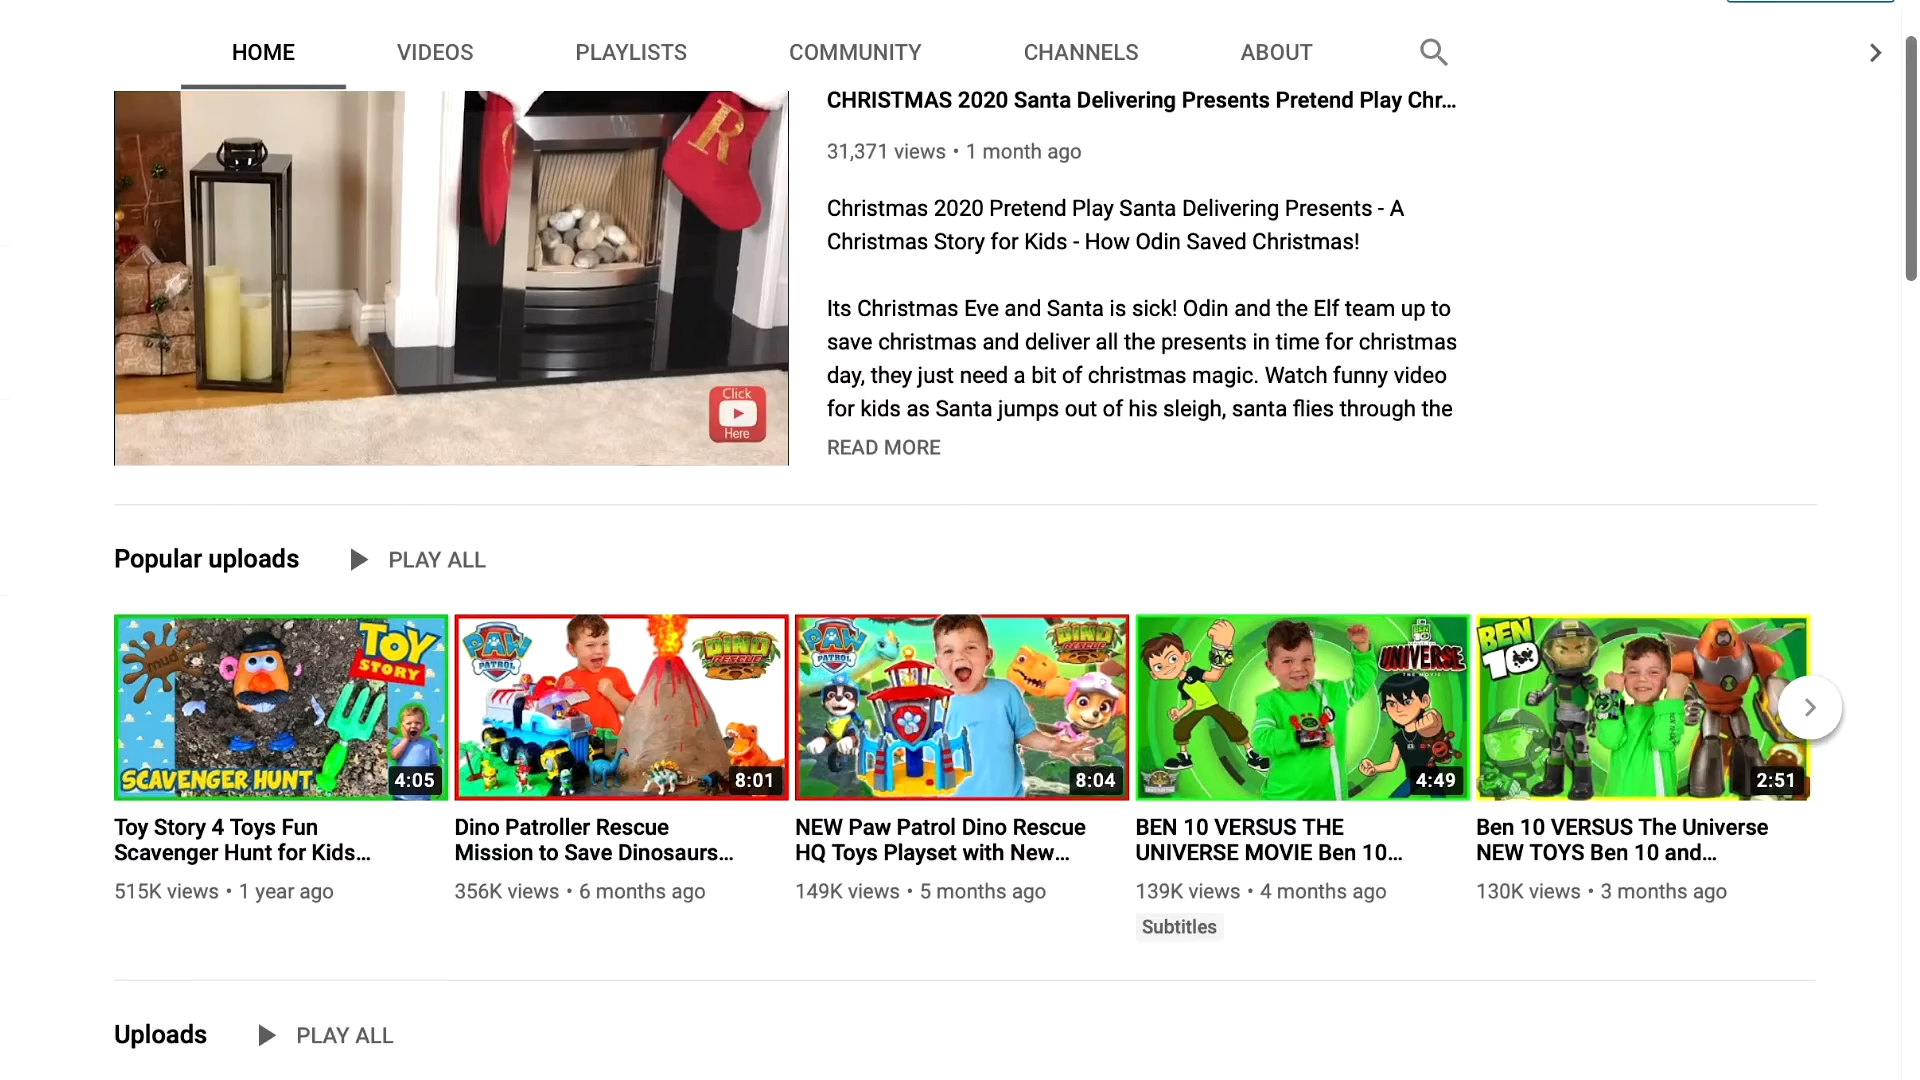 HOME VIDEOS PLAYLISTS COMMUNITY CHANNELS ABOUT
R
Click
Here
CHRISTMAS 2020 Santa Delivering Presents Pretend Play Chr...
31,371 views • 1 month ago
Christmas 2020 Pretend Play Santa Delivering Presents - A
Christmas Story for Kids - How Odin Saved Christmas!
Its Christmas Eve and Santa is sick! Odin and the Elf team up to
save christmas and deliver all the presents in time for christmas
day, they just need a bit of christmas magic. Watch funny video
for kids as Santa jumps out of his sleigh, santa flies through the
READ MORE
Popular uploads PLAY ALL
mud
TOY
STORY
SCAVENGER HUNT
4:05
Toy Story 4 Toys Fun
Scavenger Hunt for Kids...
515K views • 1 year ago
PAW
PATROL
DINO
RESCUE
8:01
Dino Patroller Rescue
Mission to Save Dinosaurs...
356K views • 6 months ago
PAW
PATROL
DINO
RESCUE
8:04
NEW Paw Patrol Dino Rescue
HQ Toys Playset with New...
149K views • 5 months ago
BEN
10
UNIVERSE
THE MOVIE
4:49
BEN 10 VERSUS THE
UNIVERSE MOVIE Ben 10...
139K views • 4 months ago
Subtitles
BEN
10
2:51
Ben 10 VERSUS The Universe
NEW TOYS Ben 10 and...
130K views • 3 months ago
Uploads PLAY ALL